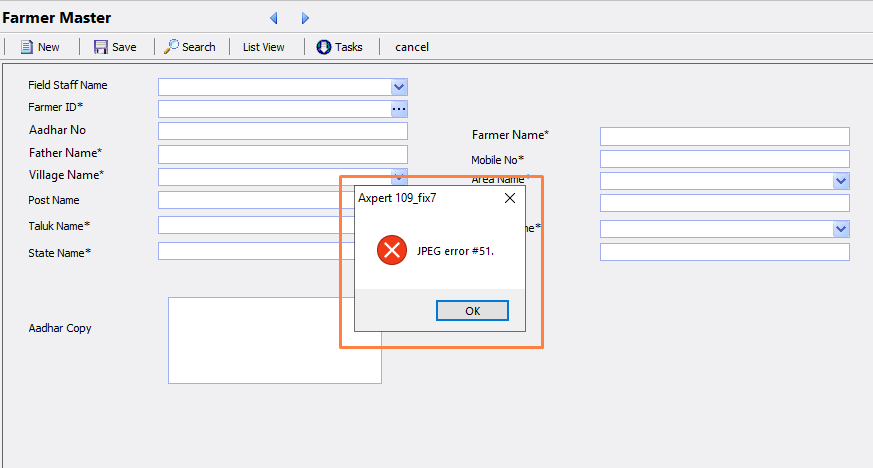 Farmer Master
New Save Search List View Tasks cancel
Field Staff Name
Farmer ID*
Aadhar No
Farmer Name*
Father Name*
Mobile No*
Village Name*
Area Name*
Post Name
Taluk Name*
State Name*
Aadhar Copy
Axpert 109_fix7
JPEG error #51.
OK